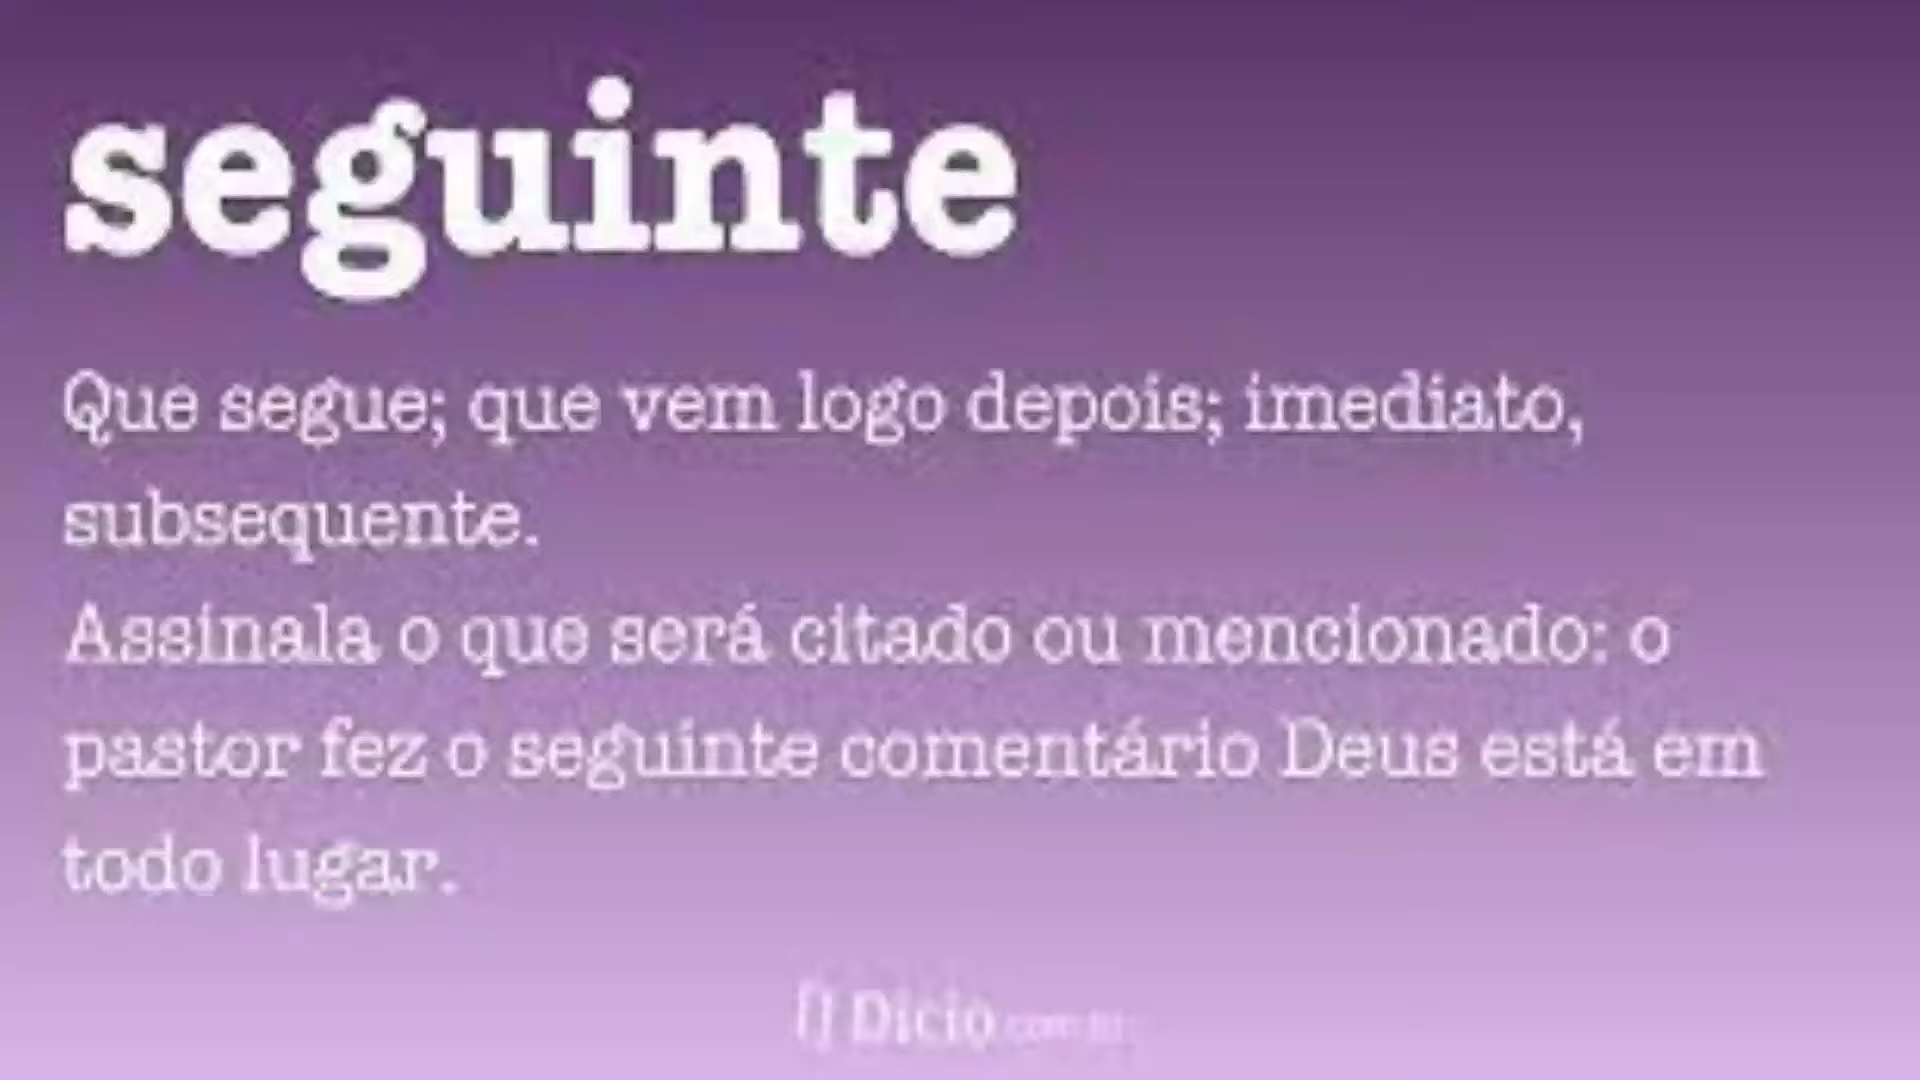 seguinte
Que segue; que vem logo depois; imediato,
subsequente.
Assinala o que será citado ou mencionado: o
pastor fez o seguinte comentário Deus está em
todo lugar.
Dicio